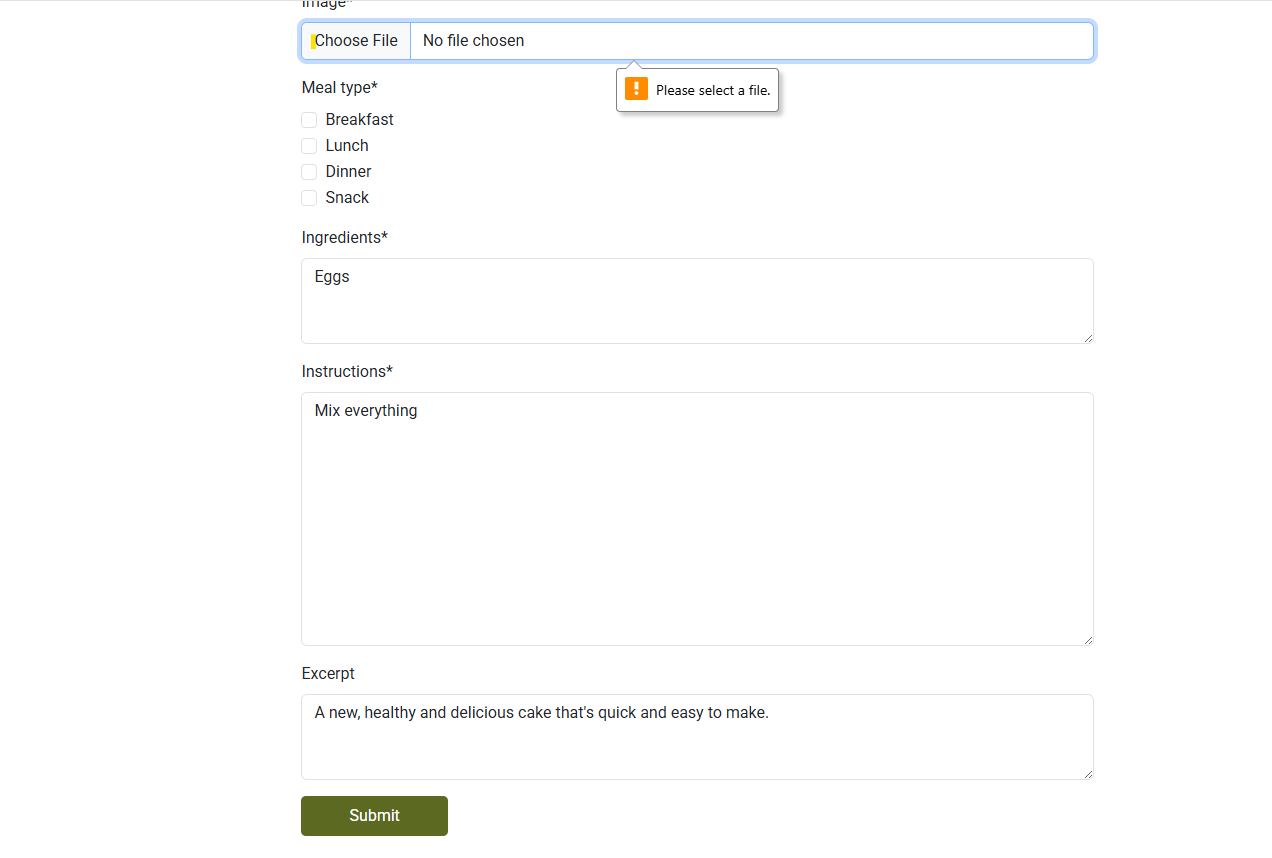 Image*
Choose File No file chosen
Please select a file.
Meal type*
Breakfast
Lunch
Dinner
Snack
Ingredients*
Eggs
Instructions*
Mix everything
Excerpt
A new, healthy and delicious cake that's quick and easy to make.
Submit